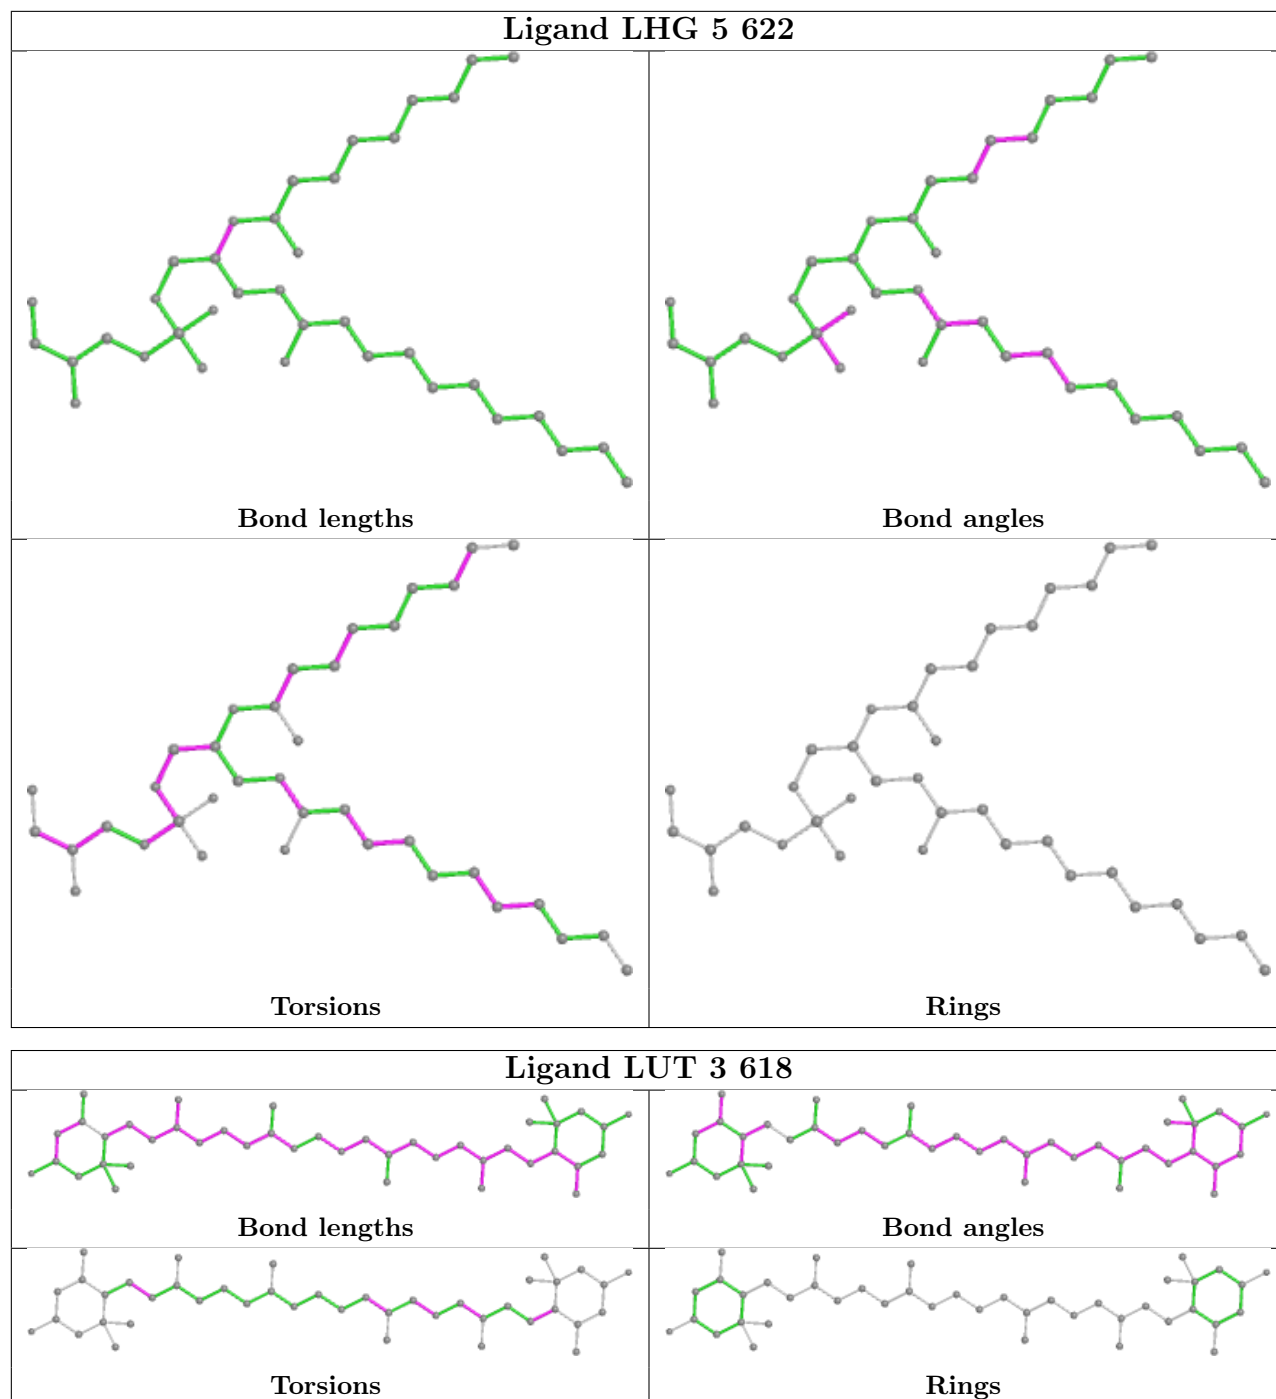 Ligand LHG 5 622
Bond lengths
Bond angles
Torsions
Rings
Ligand LUT 3 618
Bond lengths
Bond angles
Torsions
Rings